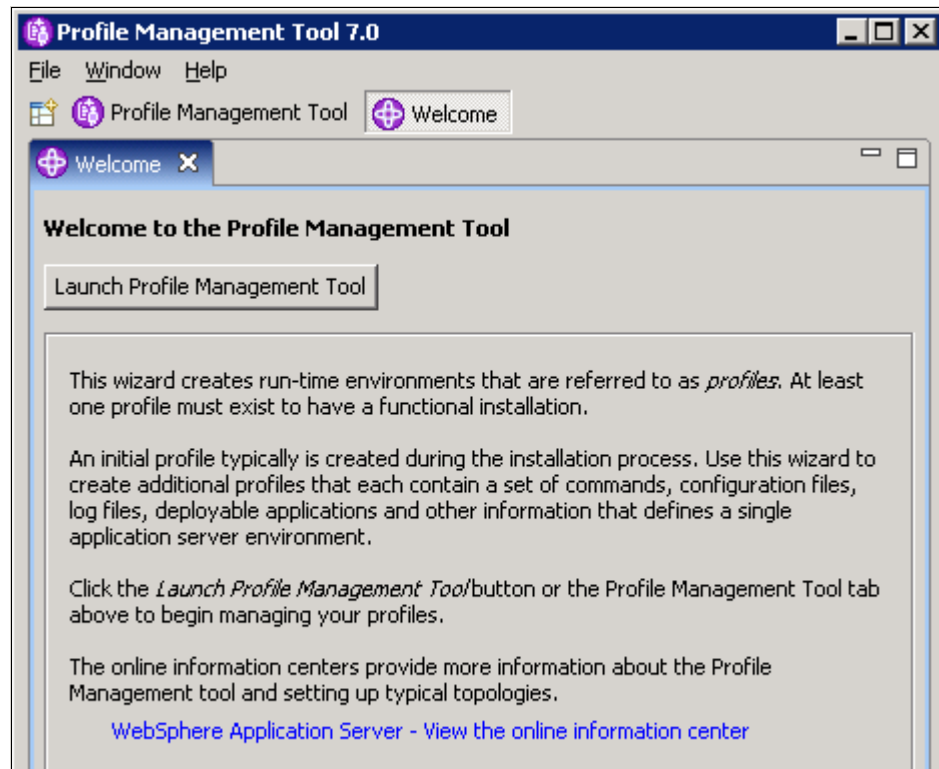 Profile Management Tool 7.0
File Window Help
Profile Management Tool Welcome
Welcome
Welcome to the Profile Management Tool
Launch Profile Management Tool
This wizard creates run-time environments that are referred to as profiles. At least
one profile must exist to have a functional installation.
An initial profile typically is created during the installation process. Use this wizard to
create additional profiles that each contain a set of commands, configuration files,
log files, deployable applications and other information that defines a single
application server environment.
Click the Launch Profile Management Tool button or the Profile Management Tool tab
above to begin managing your profiles.
The online information centers provide more information about the Profile
Management tool and setting up typical topologies.
WebSphere Application Server - View the online information center